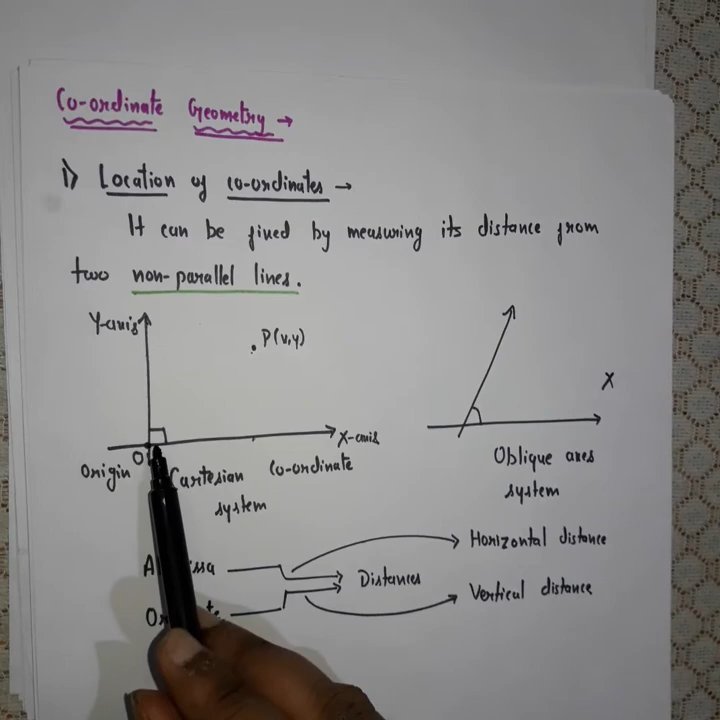 Co-ordinate Geometry →
1) Location of co-ordinates →
It can be fixed by measuring its distance from
two non-parallel lines.
Y-axis
P(x,y)
X
X-axis
O
Origin
Cartesian co-ordinate
system
Oblique axes
system
Horizontal distance
Distances
Vertical distance